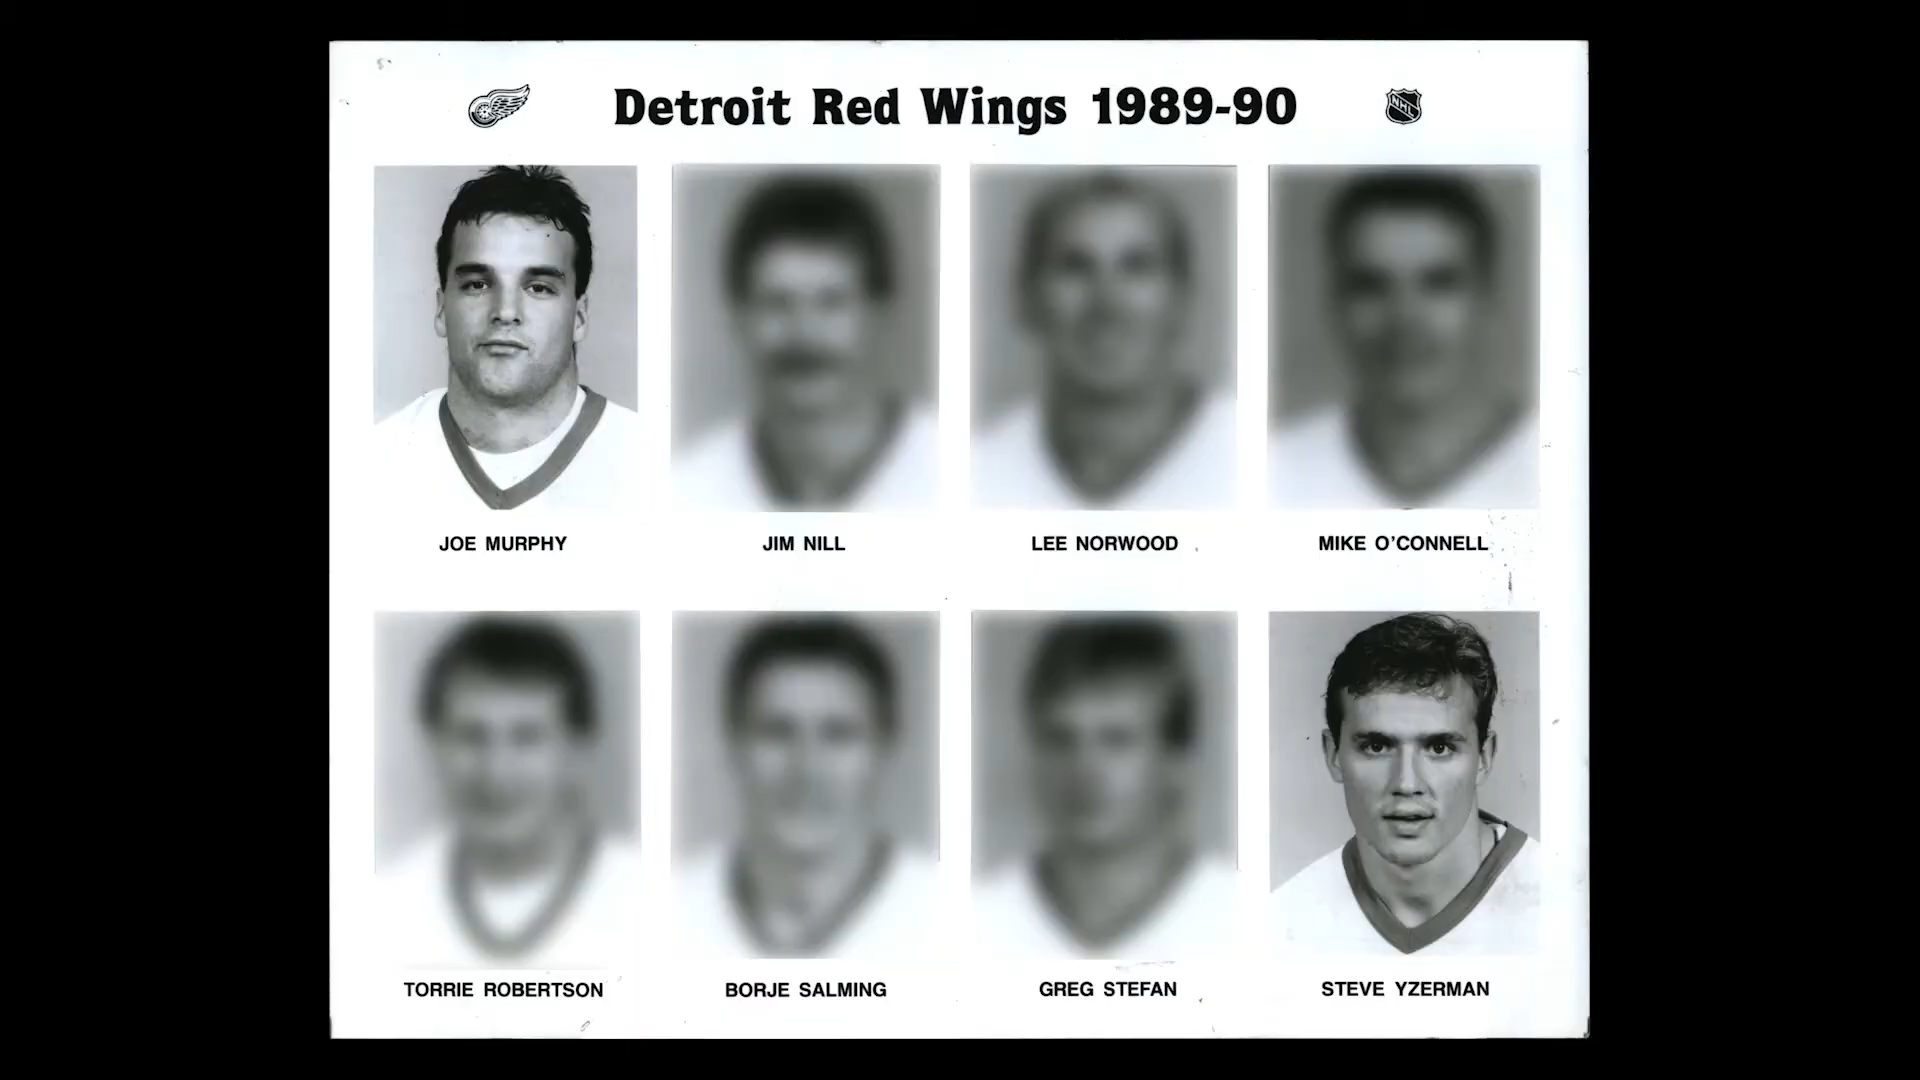 Detroit Red Wings 1989-90
NHL
JOE MURPHY
JIM NILL
LEE NORWOOD
MIKE O'CONNELL
TORRIE ROBERTSON
BORJE SALMING
GREG STEFAN
STEVE YZERMAN